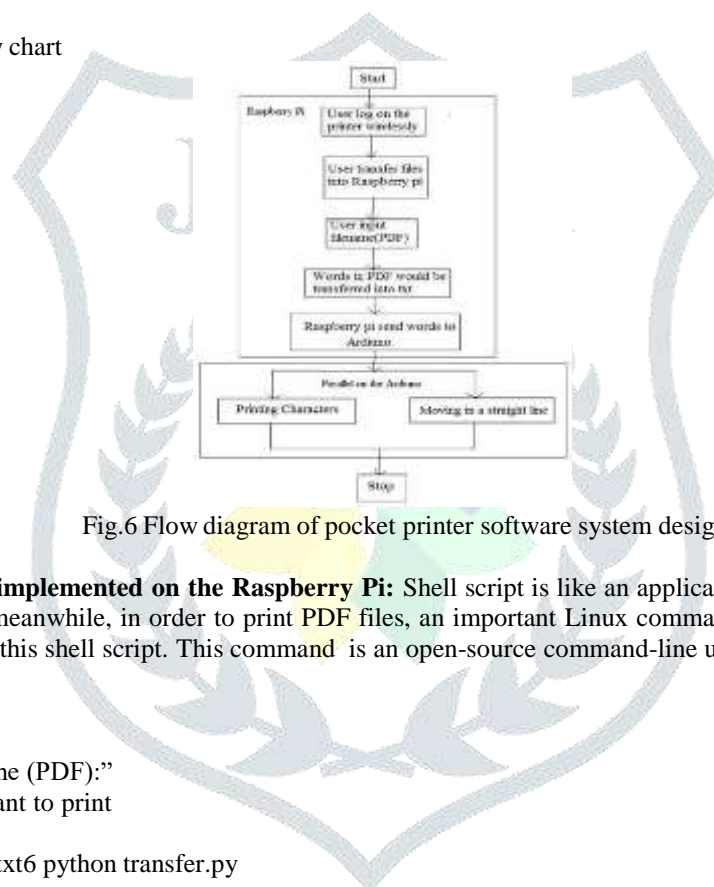 chart
Start
Raspberry Pi
User log on the
printer wirelessly
User transfer files
into Raspberry pi
User input
filename(PDF)
Words in PDF would be
transferred into txt
Raspberry pi send words to
Arduino
Parallel on the Arduino
Printing Characters
Moving in a straight line
Stop
Fig.6 Flow diagram of pocket printer software system desig
implemented on the Raspberry Pi: Shell script is like an applica
meanwhile, in order to print PDF files, an important Linux comma
this shell script. This command is an open-source command-line u
ne (PDF):”
ant to print
txt6 python transfer.py